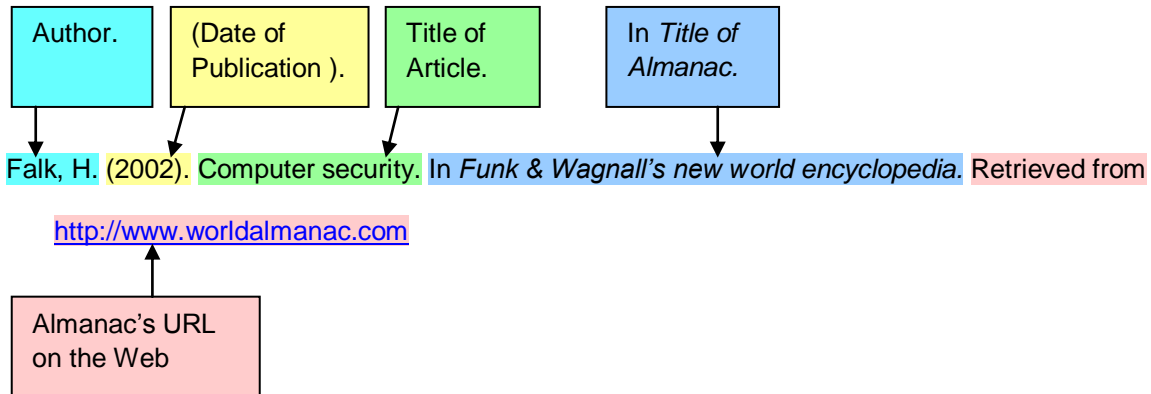 Author.
(Date of
Publication ).
Title of
Article.
In Title of
Almanac.
Falk, H. (2002). Computer security. In Funk & Wagnall’s new world encyclopedia. Retrieved from
http://www.worldalmanac.com
Almanac’s URL
on the Web